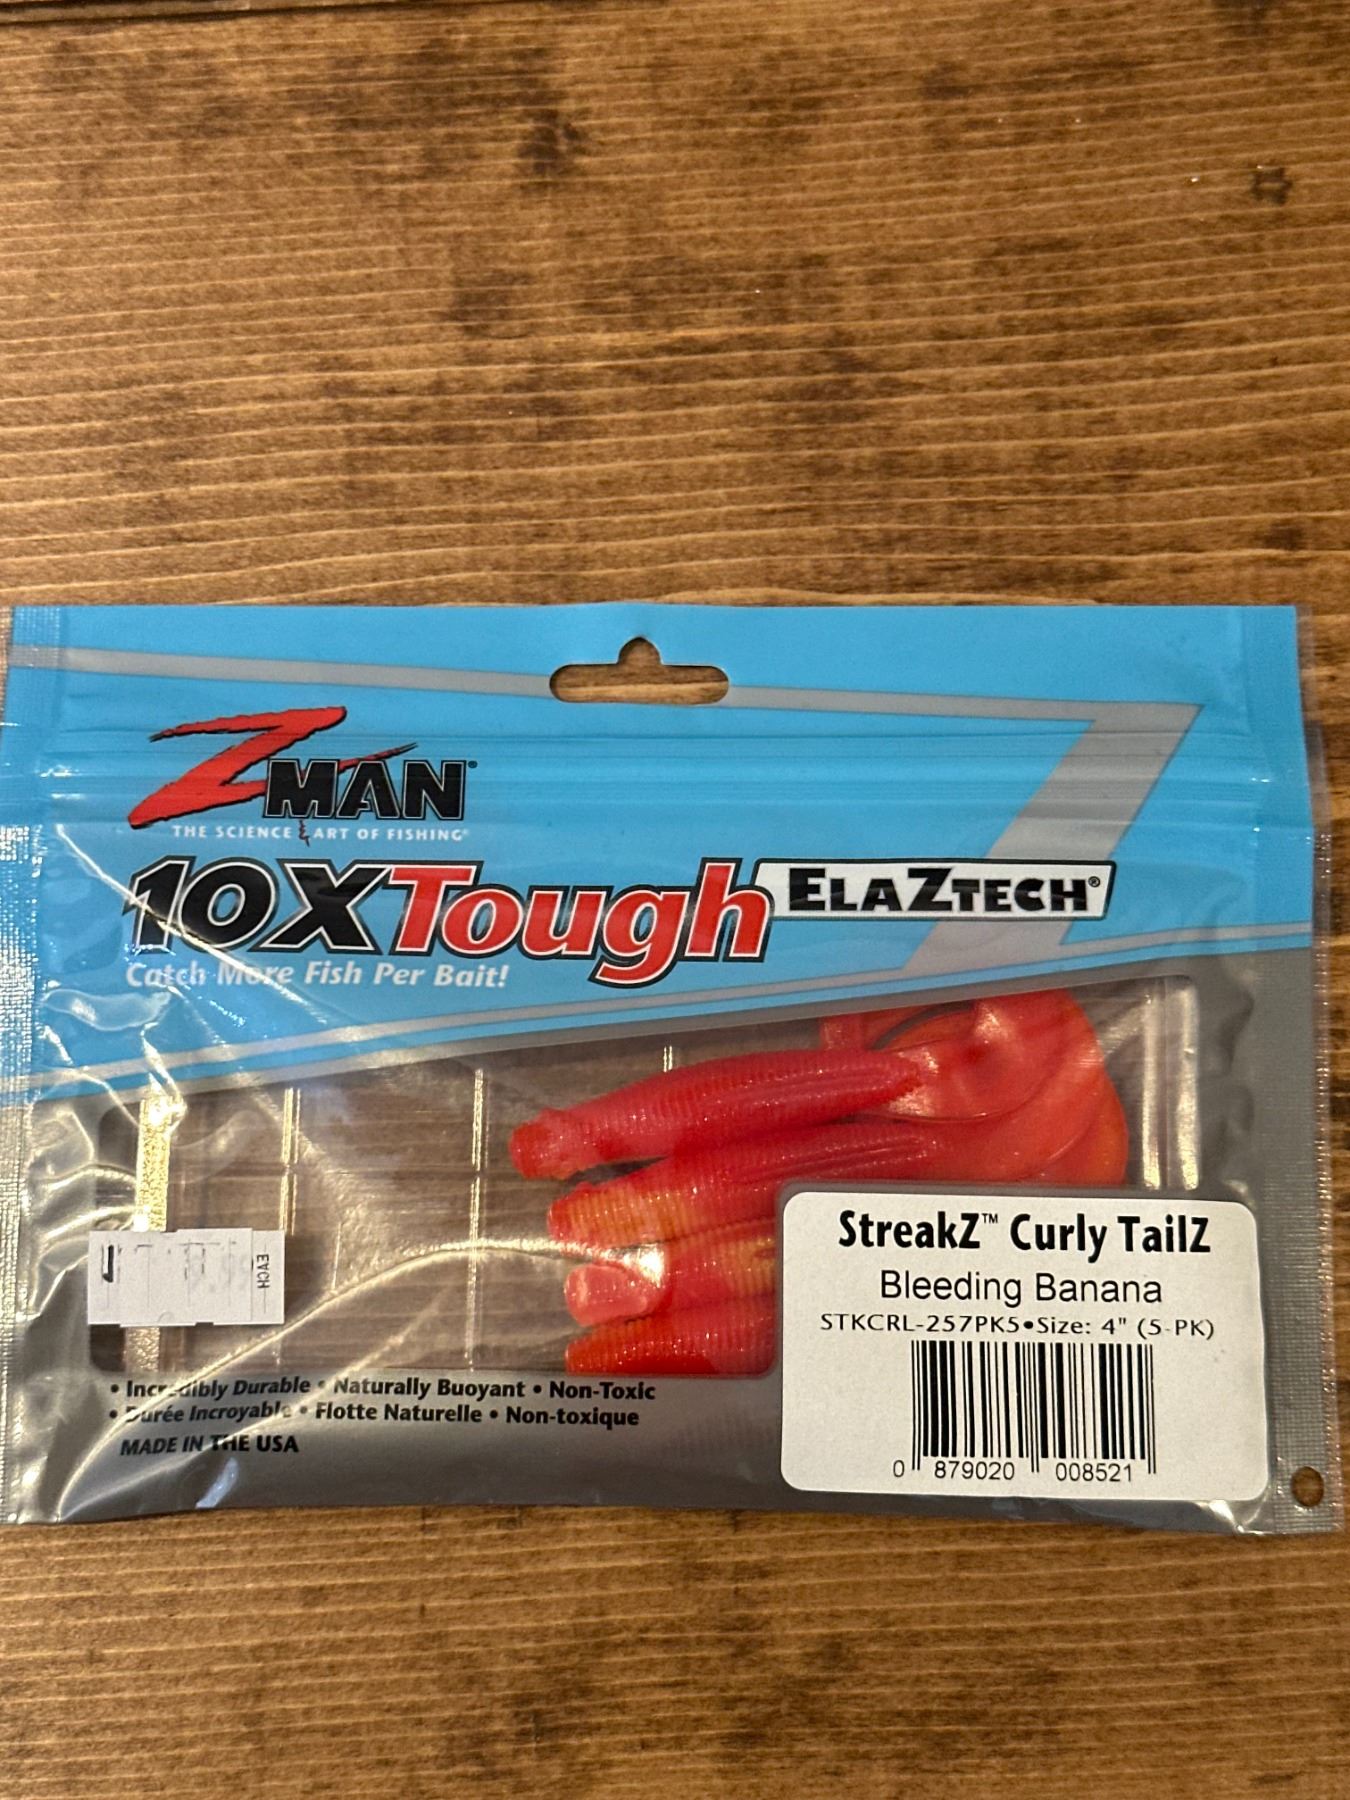 ZMAN®
THE SCIENCE & ART OF FISHING®
10X Tough ELAZTECH®
Catch More Fish Per Bait!
EACH
StreakZ™ Curly TailZ
Bleeding Banana
STKCRL-257PK5•Size: 4" (5-PK)
0 879020 008521
• Incredibly Durable • Naturally Buoyant • Non-Toxic
• Durée Incroyable • Flotte Naturelle • Non-toxique
MADE IN THE USA